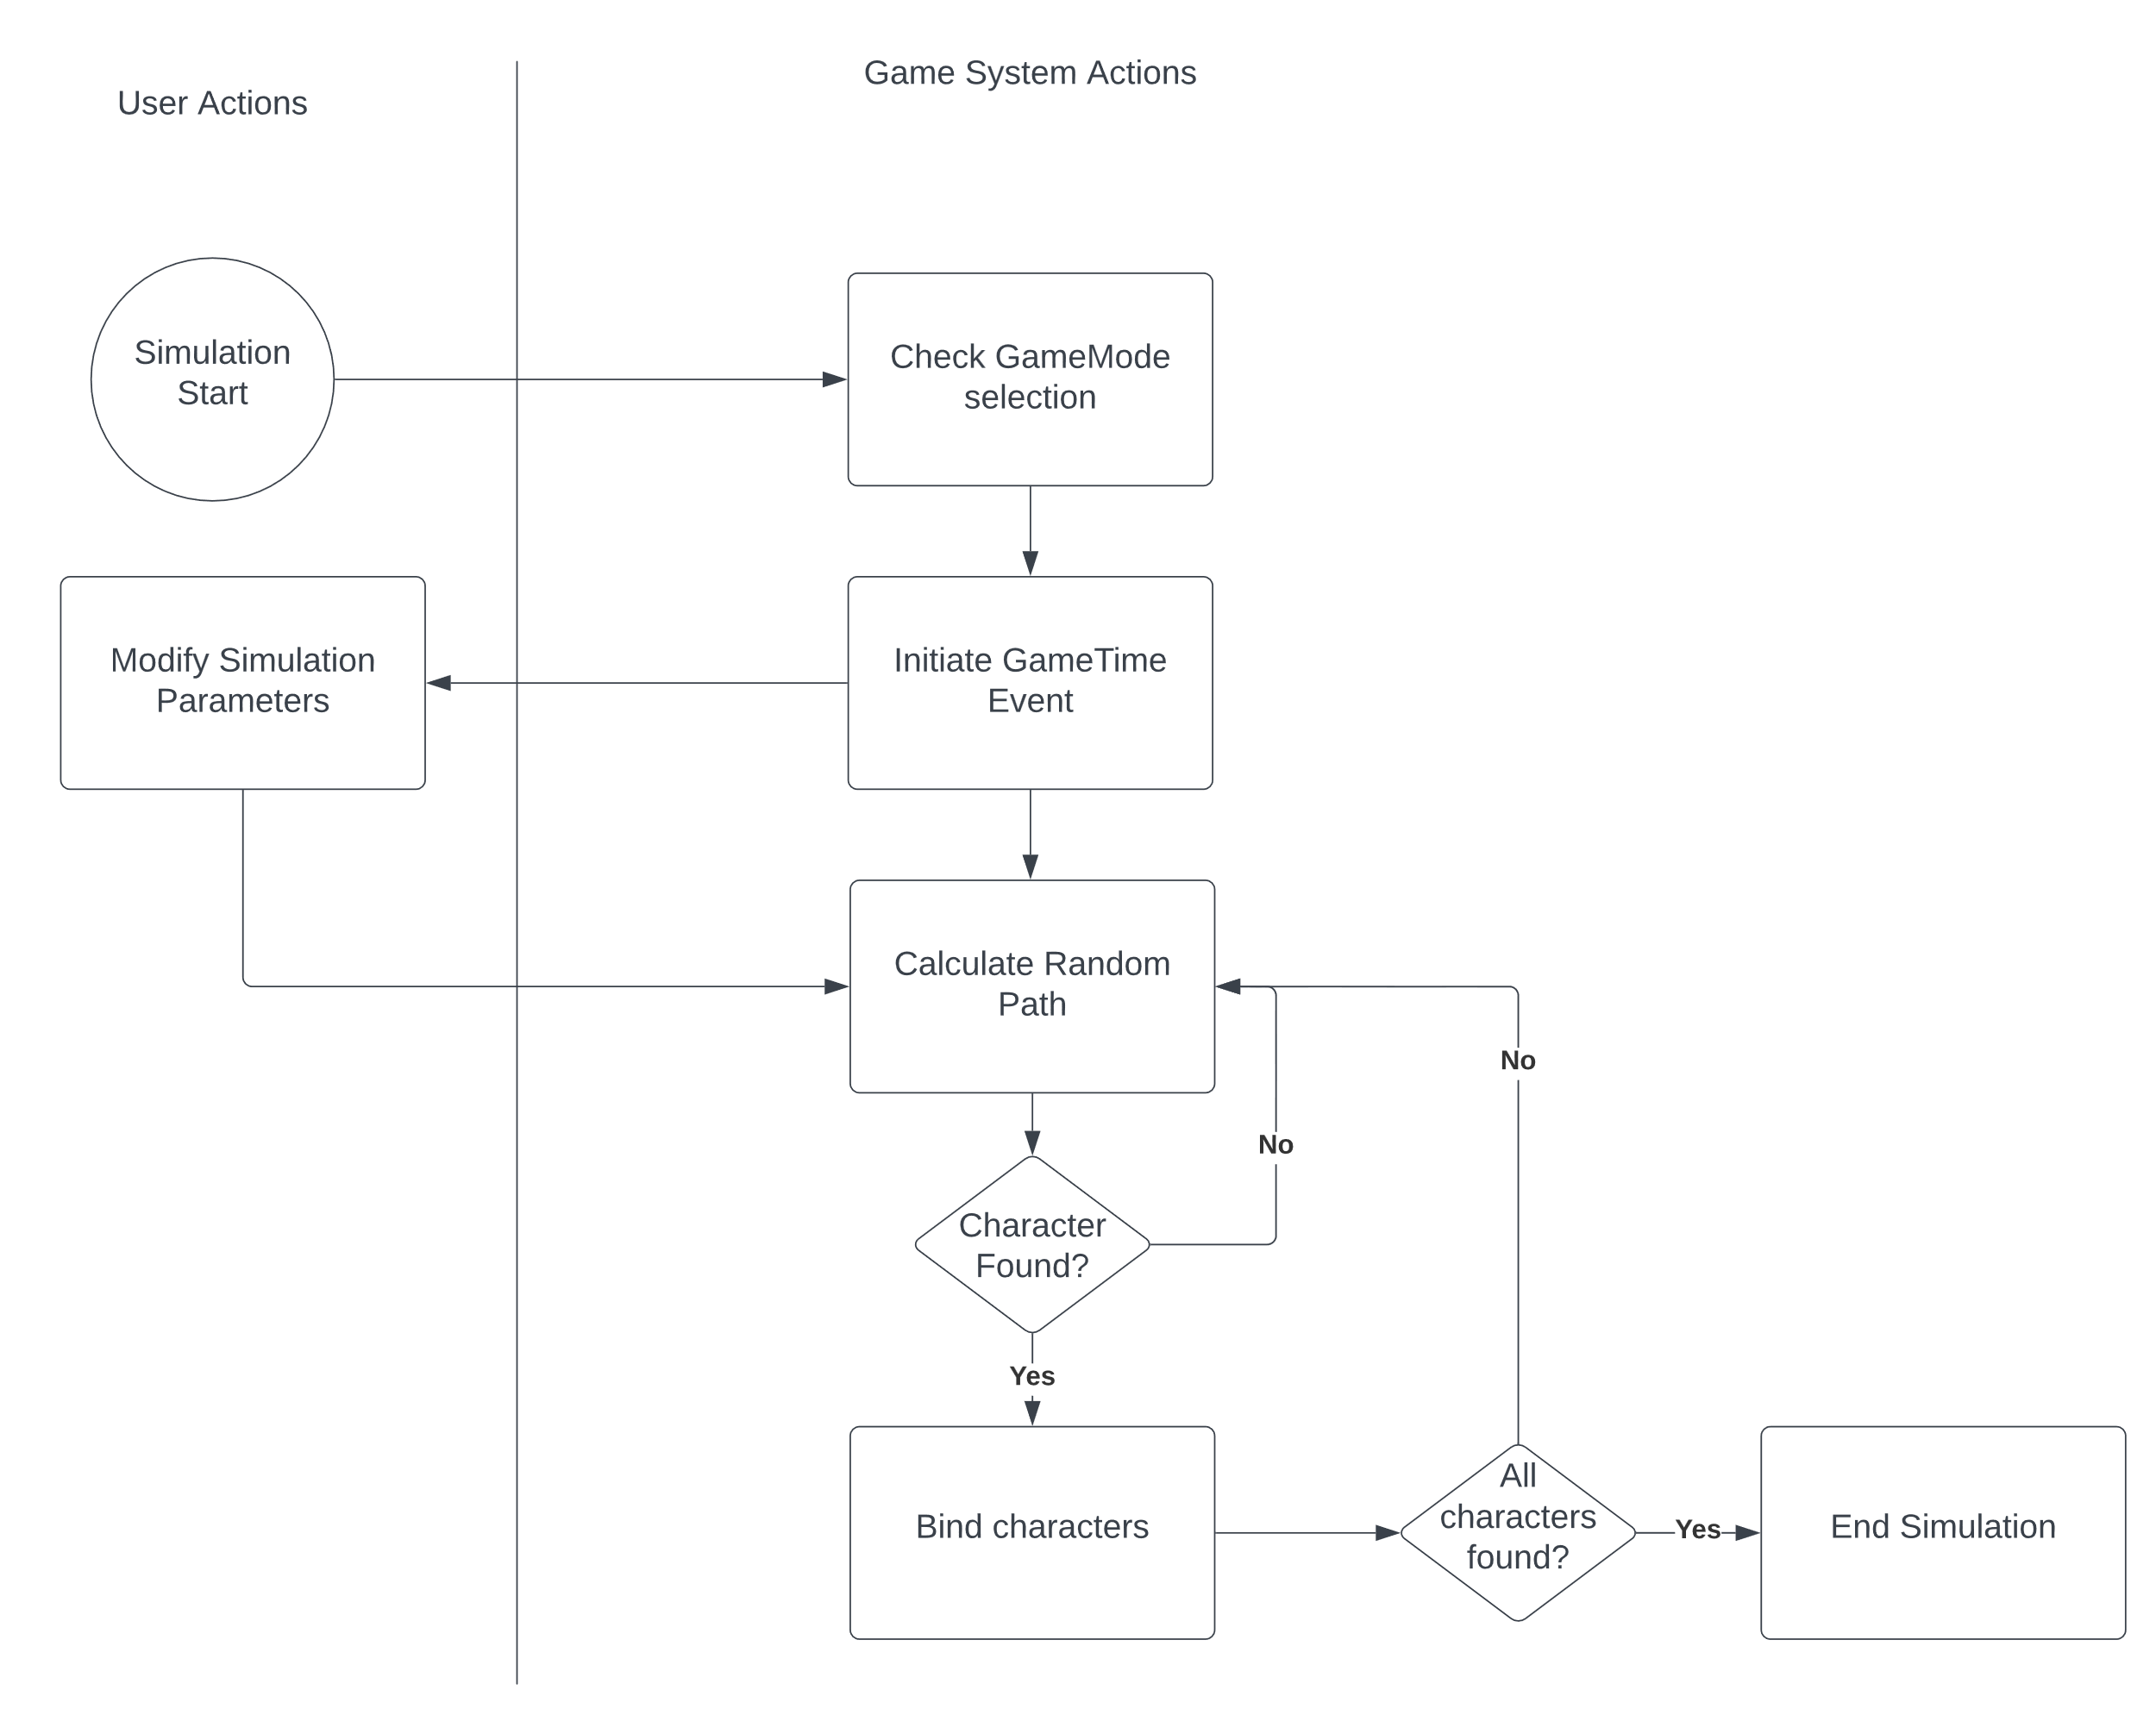 User Actions
Game System Actions
Simulation
Start
Check GameMode
selection
Modify Simulation
Parameters
Initiate GameTime
Event
Calculate Random
Path
No
No
Character
Found?
Yes
Bind characters
All
characters
found?
Yes
End Simulation